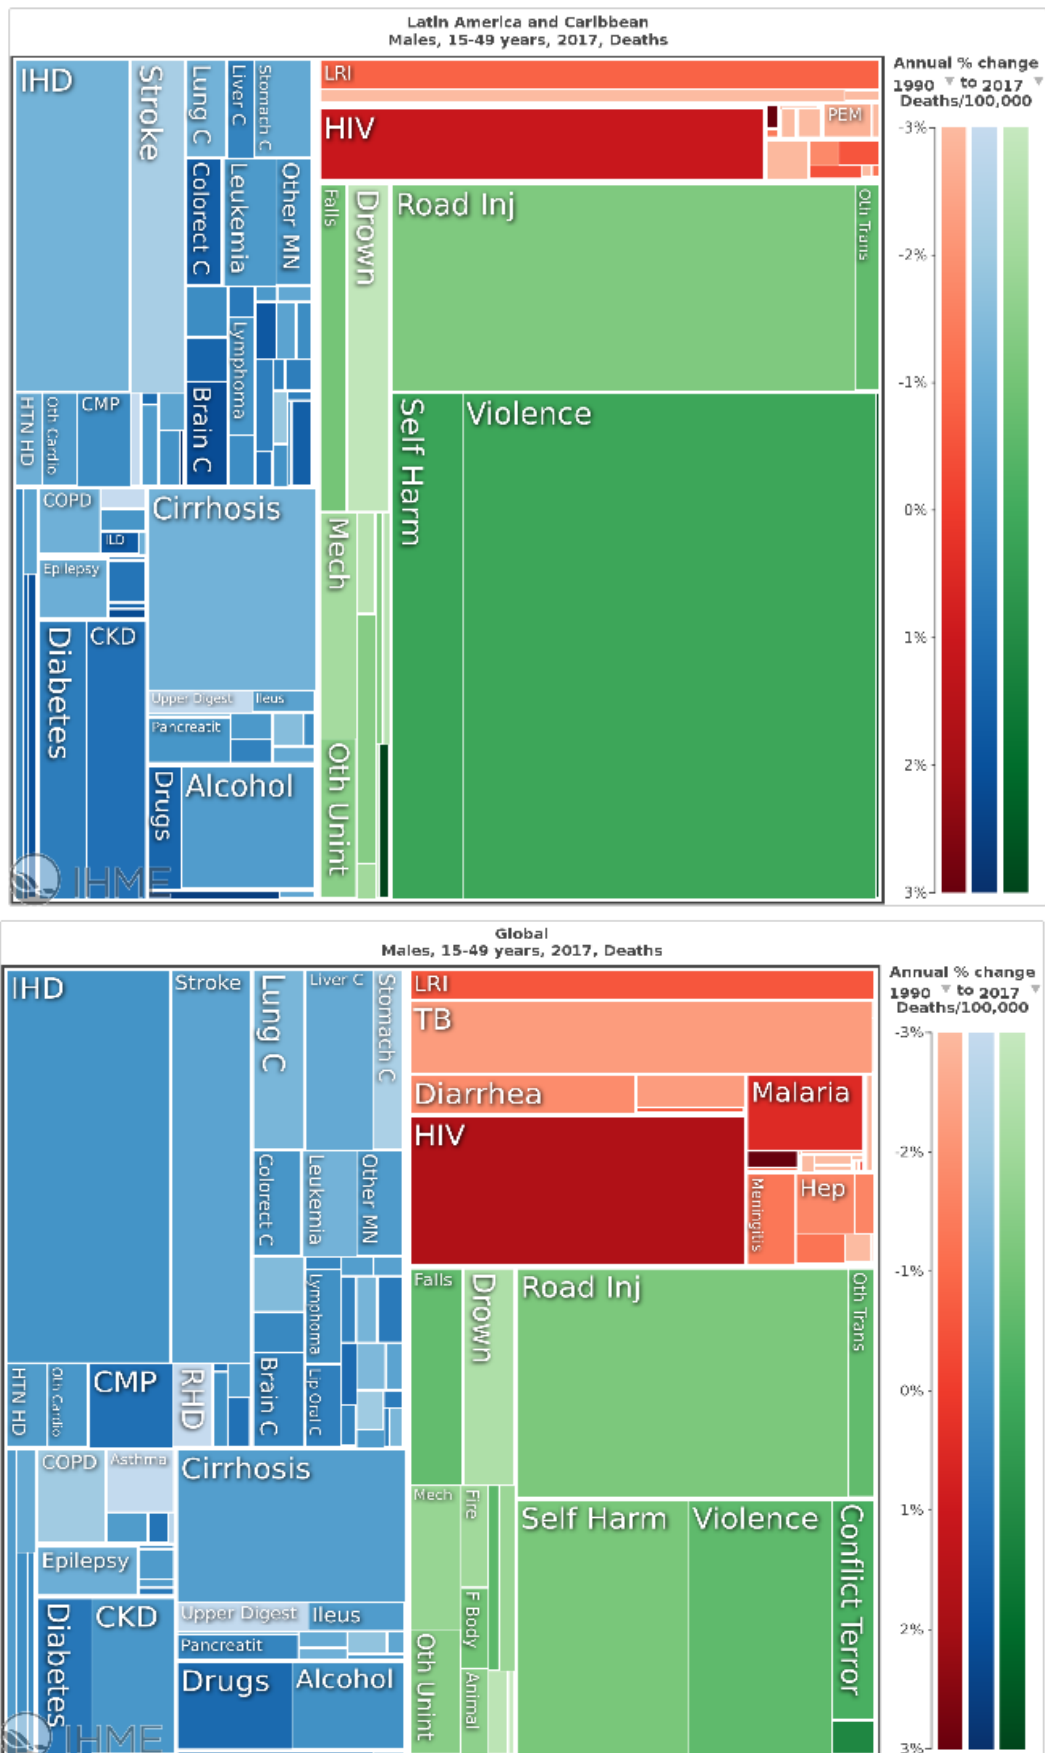 Latin America and Caribbean
Males, 15-49 years, 2017, Deaths
IHD
Stroke
Lung C
Liver C
Stomach C
Colorect C
Leukemia
Other MN
Lymphoma
Brain C
HTN HD
Oth Cardio
CMP
COPD
ILD
Epilepsy
Diabetes
CKD
Cirrhosis
Upper Digest
Ileus
Pancreatit
Drugs
Alcohol
LRI
HIV
PEM
Falls
Drown
Road Inj
Oth Trans
Mech
Oth Unint
Self Harm
Violence
IHME
Annual % change
1990 to 2017
Deaths/100,000
-3%
-2%
-1%
0%
1%
2%
3%
Global
Males, 15-49 years, 2017, Deaths
IHD
Stroke
Lung C
Liver C
Stomach C
Colorect C
Leukemia
Other MN
Lymphoma
Brain C
Lip Oral C
HTN HD
Oth Cardio
CMP
RHD
COPD
Asthma
Epilepsy
Diabetes
CKD
Cirrhosis
Upper Digest
Ileus
Pancreatit
Drugs
Alcohol
LRI
TB
Diarrhea
Malaria
HIV
Meningitis
Hep
Falls
Drown
Road Inj
Oth Trans
Mech
Fire
F Body
Oth Unint
Animal
Self Harm
Violence
Conflict Terror
IHME
Annual % change
1990 to 2017
Deaths/100,000
-3%
-2%
-1%
0%
1%
2%
3%